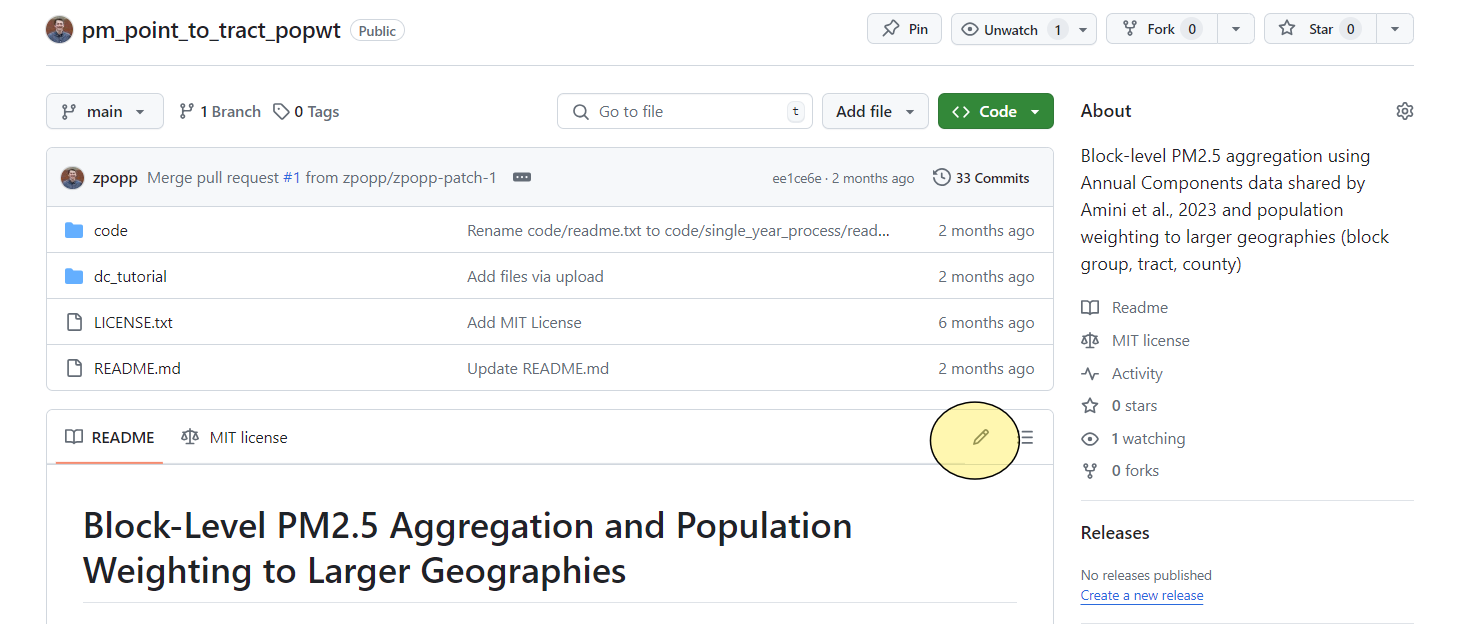 pm_point_to_tract_popwt Public Pin Unwatch 1 Fork 0 Star 0
main 1 Branch 0 Tags Go to file t Add file Code
zpopp Merge pull request #1 from zpopp/zpopp-patch-1 ee1ce6e · 2 months ago 33 Commits
code Rename code/readme.txt to code/single_year_process/read... 2 months ago
dc_tutorial Add files via upload 2 months ago
LICENSE.txt Add MIT License 6 months ago
README.md Update README.md 2 months ago
README MIT license
Block-Level PM2.5 Aggregation and Population
Weighting to Larger Geographies
About
Block-level PM2.5 aggregation using
Annual Components data shared by
Amini et al., 2023 and population
weighting to larger geographies (block
group, tract, county)
Readme
MIT license
Activity
0 stars
1 watching
0 forks
Releases
No releases published
Create a new release